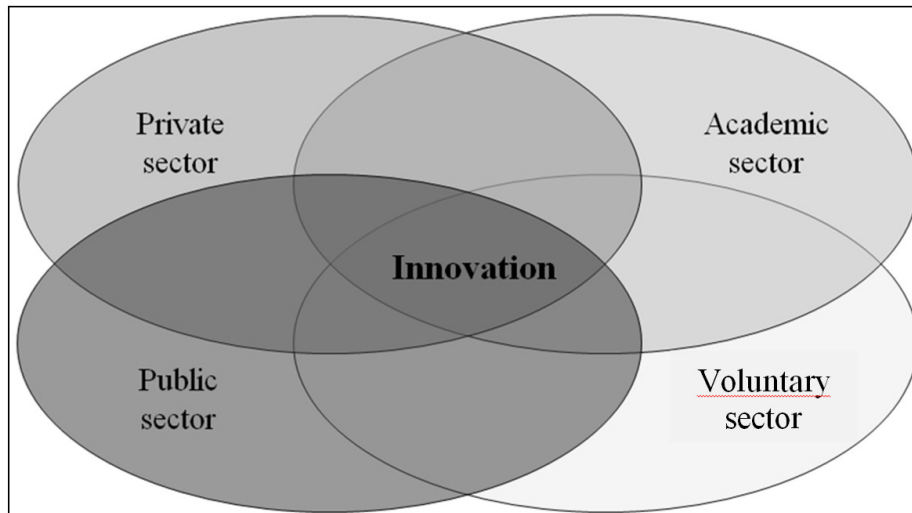 Private
sector
Academic
sector
Innovation
Public
sector
Voluntary
sector